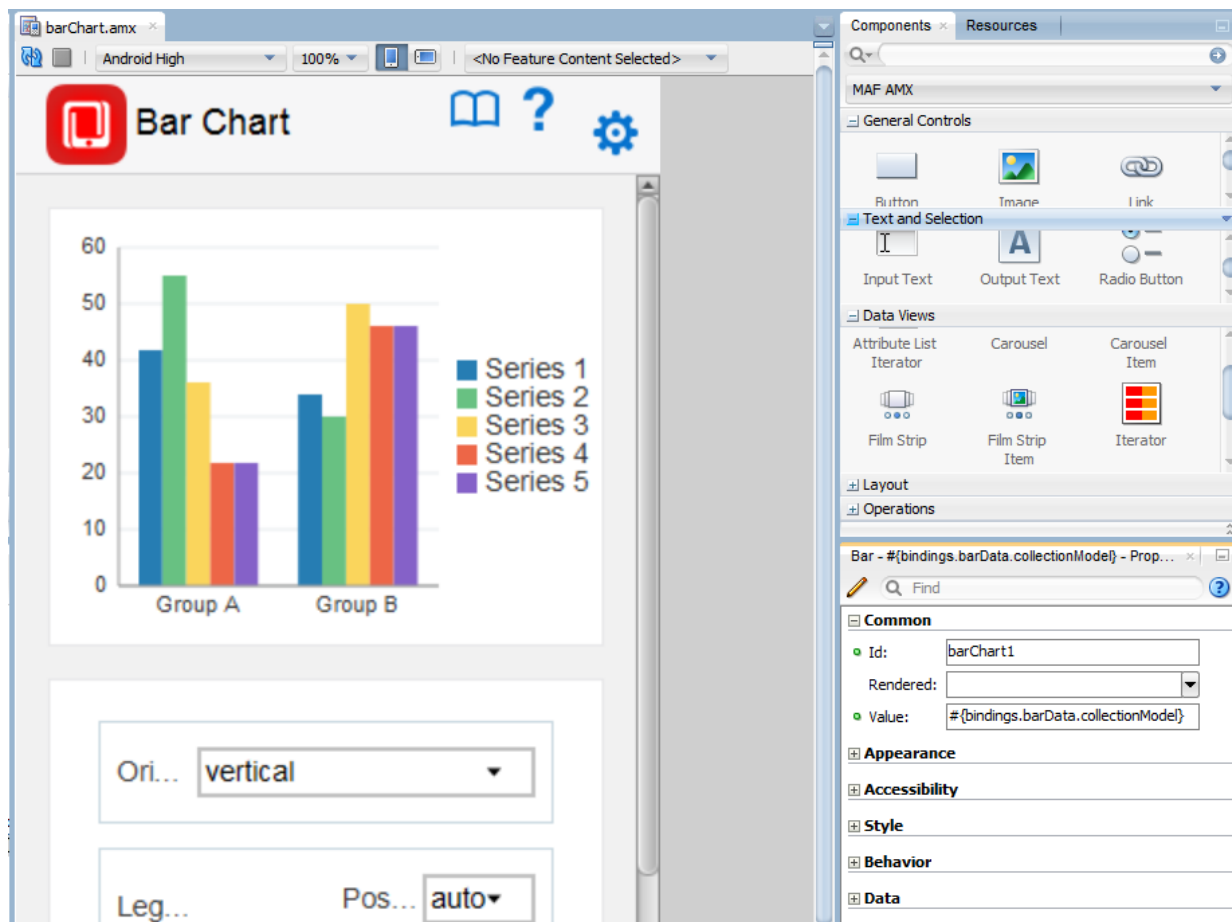 barChart.amx
Android High
100%
<No Feature Content Selected>
Bar Chart
?
60
50
40
30
20
10
0
Group A
Group B
Series 1
Series 2
Series 3
Series 4
Series 5
Ori...
vertical
Leg...
Pos...
auto
Components
Resources
MAF AMX
General Controls
Button
Image
Link
Text and Selection
A
Input Text
Output Text
Radio Button
Data Views
Attribute List
Iterator
Carousel
Carousel
Item
Film Strip
Film Strip
Item
Iterator
Layout
Operations
Bar - #{bindings.barData.collectionModel} - Prop...
Find
?
Common
Id:
barChart1
Rendered:
Value:
#{bindings.barData.collectionModel}
Appearance
Accessibility
Style
Behavior
Data